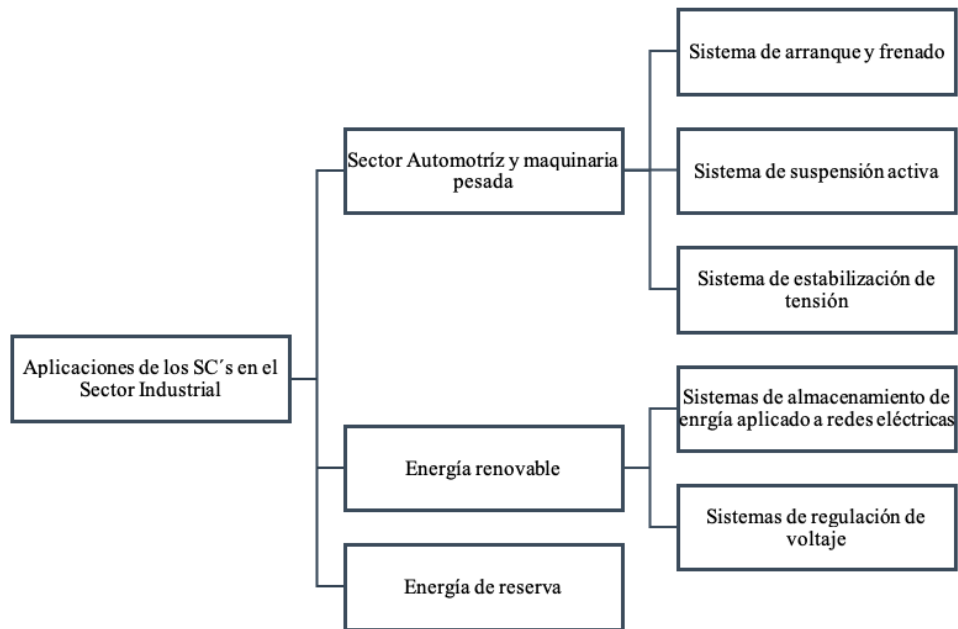 Sistema de arranque y frenado
Sector Automotríz y maquinaria
pesada
Sistema de suspensión activa
Sistema de estabilización de
tensión
Aplicaciones de los SC´s en el
Sector Industrial
Sistemas de almacenamiento de
enrgía aplicado a redes eléctricas
Energía renovable
Sistemas de regulación de
voltaje
Energía de reserva